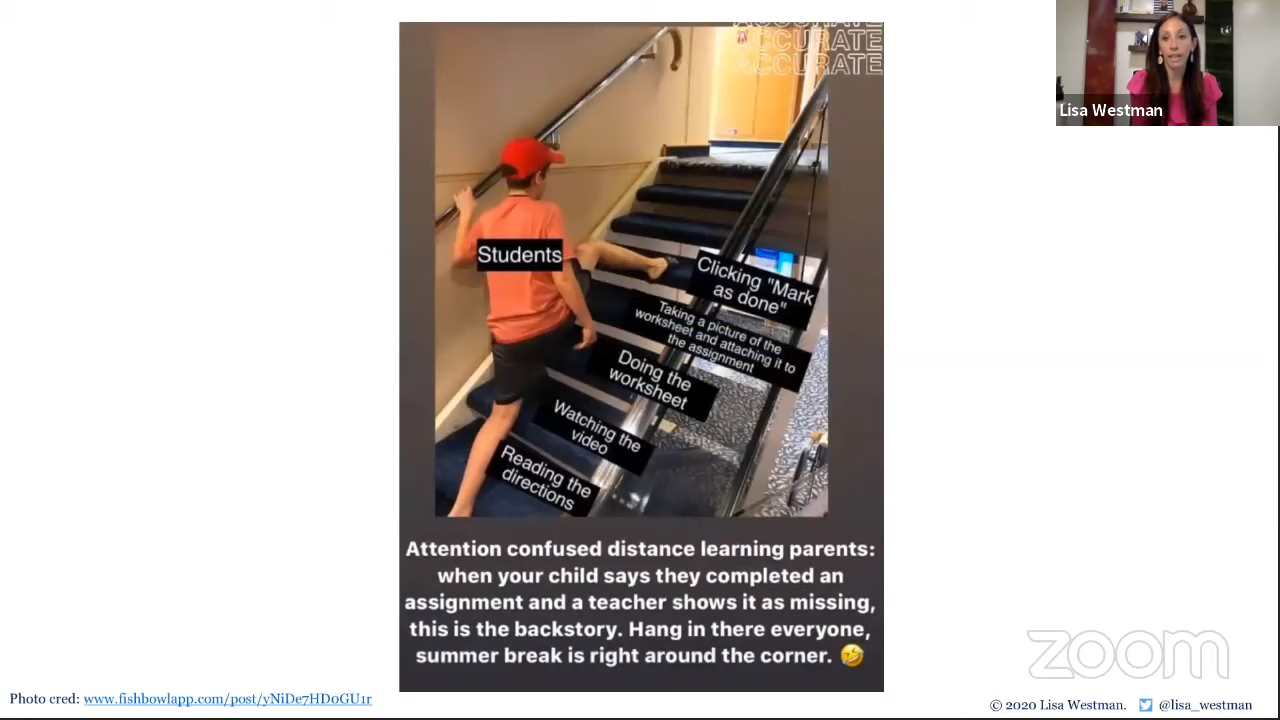 ACCURATE
ACCURATE
ACCURATE
Lisa Westman
Students
Clicking "Mark
as done"
Taking a picture of the
worksheet and attaching it to
the assignment
Doing the
worksheet
Watching the
video
Reading the
directions
Attention confused distance learning parents:
when your child says they completed an
assignment and a teacher shows it as missing,
this is the backstory. Hang in there everyone,
summer break is right around the corner. 🤣
zoom
Photo cred: www.fishbowlapp.com/post/yNiDe7HD0GU1r
© 2020 Lisa Westman. @lisa_westman